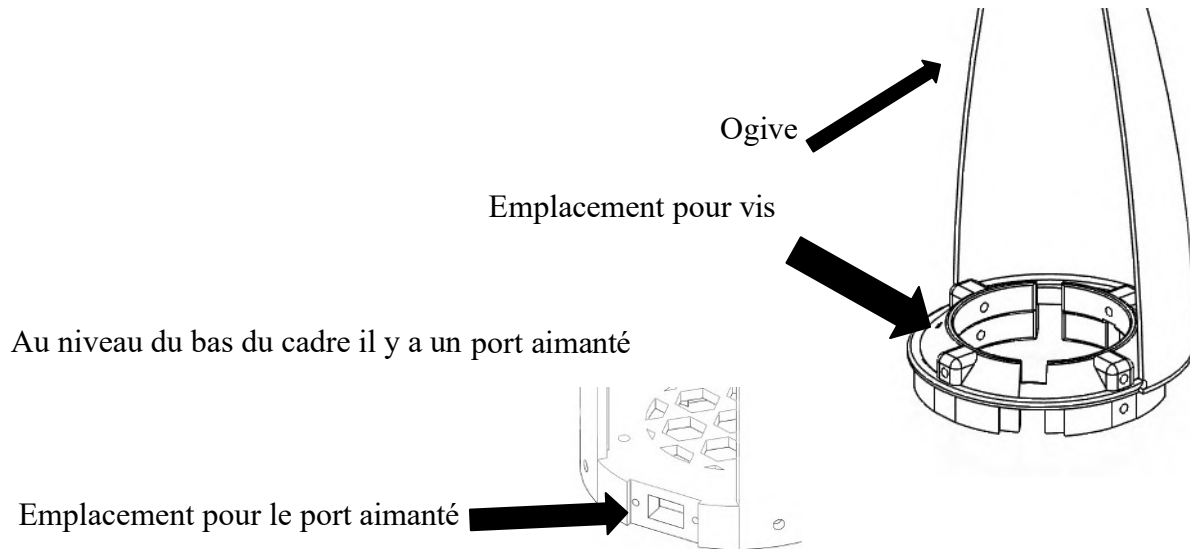 Ogive
Emplacement pour vis
Au niveau du bas du cadre il y a un port aimanté
Emplacement pour le port aimanté